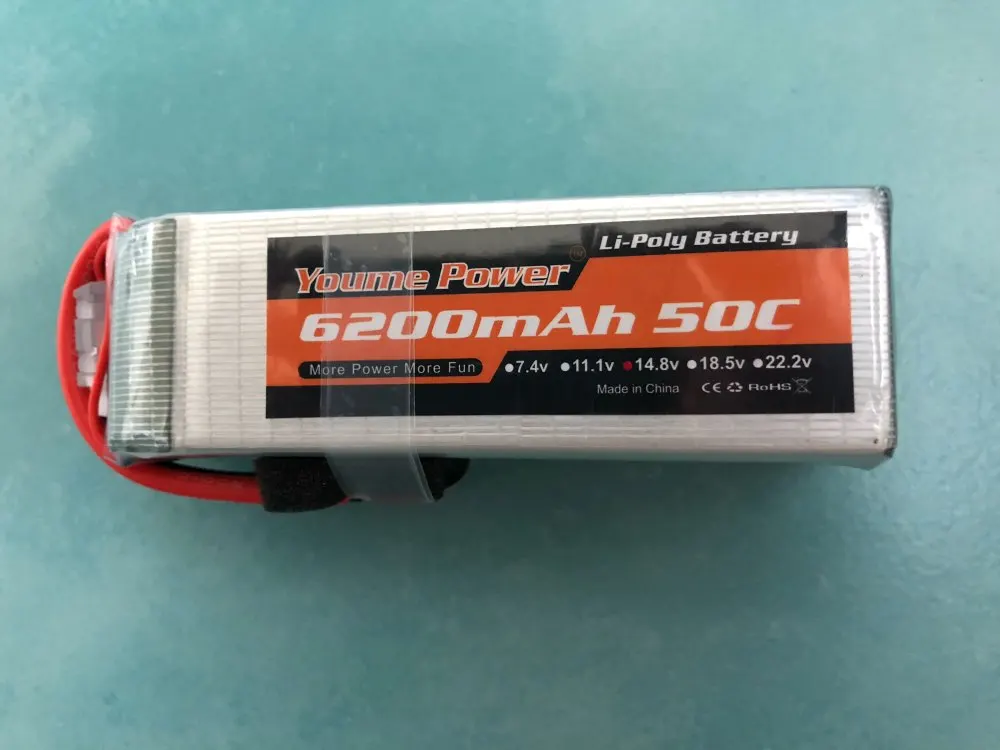 Li-Poly Battery
Youme Power™
6200mAh 50C
More Power More Fun
●7.4v ●11.1v ●14.8v ●18.5v ●22.2v
Made in China CE RoHS